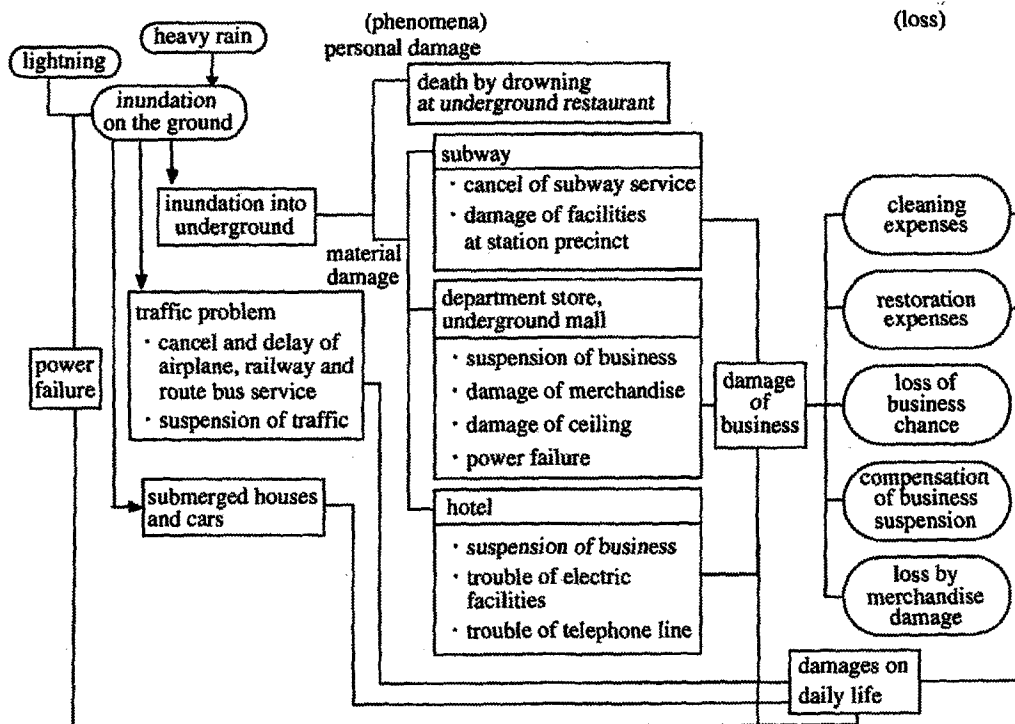 (phenomena)
(loss)
heavy rain
lightning
personal damage
inundation
on the ground
death by drowning
at underground restaurant
inundation into
underground
material
damage
subway
· cancel of subway service
· damage of facilities
at station precinct
department store,
underground mall
· suspension of business
· damage of merchandise
· damage of ceiling
· power failure
hotel
· suspension of business
· trouble of electric
facilities
· trouble of telephone line
traffic problem
· cancel and delay of
airplane, railway and
route bus service
· suspension of traffic
power
failure
submerged houses
and cars
damage
of
business
cleaning
expenses
restoration
expenses
loss of
business
chance
compensation
of business
suspension
loss by
merchandise
damage
damages on
daily life